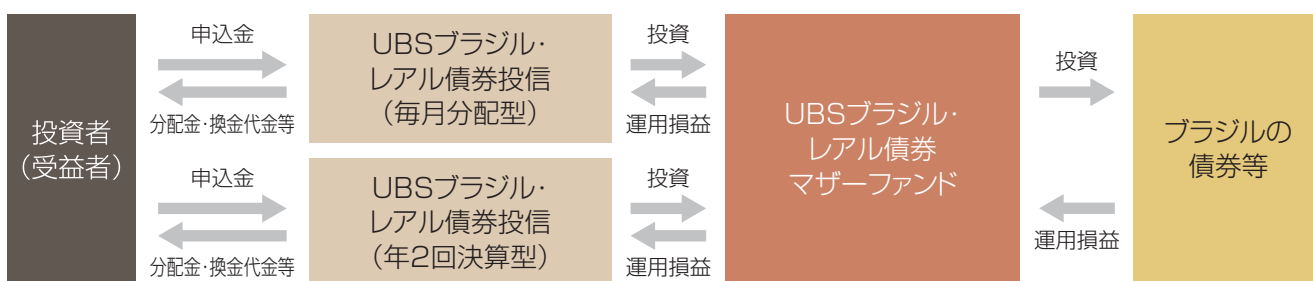 投資者
（受益者）
申込金
分配金・換金代金等
申込金
分配金・換金代金等
UBSブラジル・
レアル債券投信
（毎月分配型）
UBSブラジル・
レアル債券投信
（年2回決算型）
投資
運用損益
投資
運用損益
UBSブラジル・
レアル債券
マザーファンド
投資
運用損益
ブラジルの
債券等